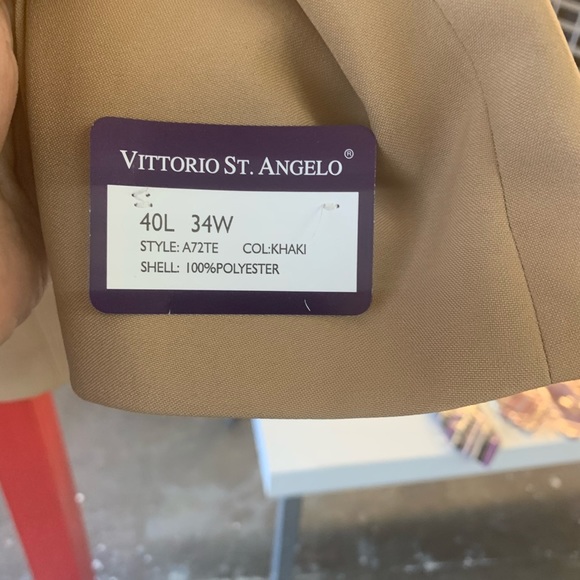 VITTORIO ST. ANGELO®
40L 34W
STYLE: A72TE COL:KHAKI
SHELL: 100%POLYESTER